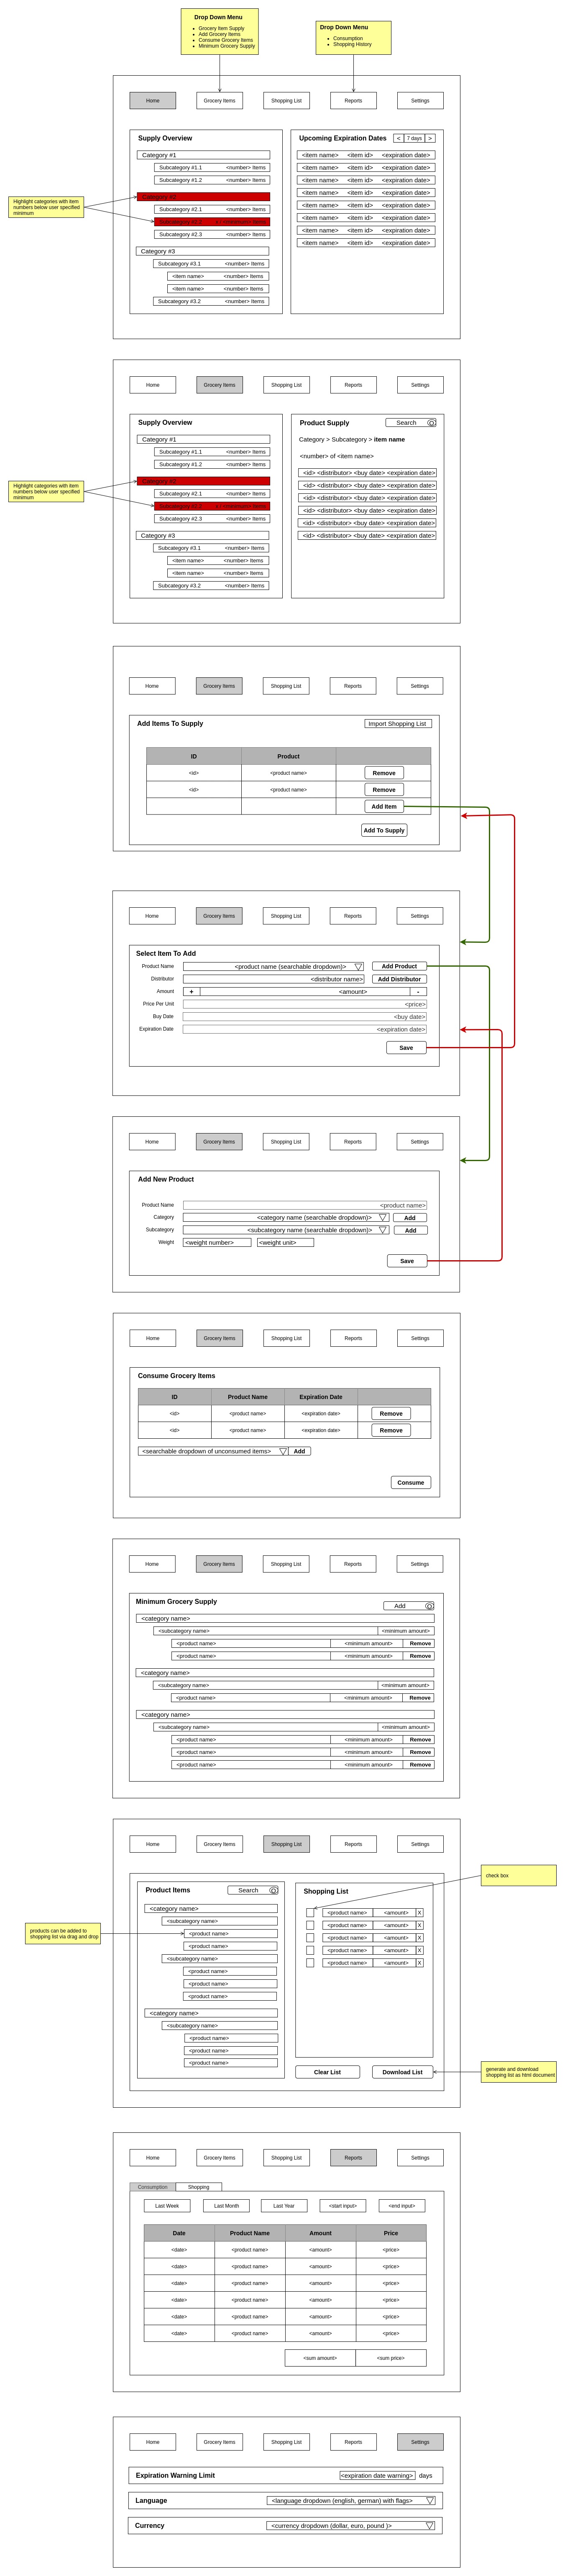 Drop Down Menu
Grocery Item Supply
Add Grocery Items
Consume Grocery Items
Minimum Grocery Supply
Drop Down Menu
Consumption
Shopping History
Home Grocery Items Shopping List Reports Settings
Supply Overview
Category #1
Subcategory #1.1 <number> Items
Subcategory #1.2 <number> Items
Category #2
Subcategory #2.1 <number> Items
Subcategory #2.3 <number> Items
Category #3
Subcategory #3.1 <number> Items
<item name> <number> Items
<item name> <number> Items
Subcategory #3.2 <number> Items
Upcoming Expiration Dates < 7 days >
<item name> <item id> <expiration date>
<item name> <item id> <expiration date>
<item name> <item id> <expiration date>
<item name> <item id> <expiration date>
<item name> <item id> <expiration date>
<item name> <item id> <expiration date>
<item name> <item id> <expiration date>
<item name> <item id> <expiration date>
Highlight categories with item
numbers below user specified
minimum
Home Grocery Items Shopping List Reports Settings
Supply Overview
Category #1
Subcategory #1.1 <number> Items
Subcategory #1.2 <number> Items
Category #2
Subcategory #2.1 <number> Items
Subcategory #2.3 <number> Items
Category #3
Subcategory #3.1 <number> Items
<item name> <number> Items
<item name> <number> Items
Subcategory #3.2 <number> Items
Product Supply Search
Category > Subcategory > item name
<number> of <item name>
<id> <distributor> <buy date> <expiration date>
<id> <distributor> <buy date> <expiration date>
<id> <distributor> <buy date> <expiration date>
<id> <distributor> <buy date> <expiration date>
<id> <distributor> <buy date> <expiration date>
<id> <distributor> <buy date> <expiration date>
Highlight categories with item
numbers below user specified
minimum
Home Grocery Items Shopping List Reports Settings
Add Items To Supply Import Shopping List
ID Product
<id> <product name> Remove
<id> <product name> Remove
Add Item
Add To Supply
Home Grocery Items Shopping List Reports Settings
Select Item To Add
Product Name <product name (searchable dropdown)> Add Product
Distributor <distributor name> Add Distributor
Amount + <amount> -
Price Per Unit <price>
Buy Date <buy date>
Expiration Date <expiration date>
Save
Home Grocery Items Shopping List Reports Settings
Add New Product
Product Name <product name>
Category <category name (searchable dropdown)> Add
Subcategory <subcategory name (searchable dropdown)> Add
Weight <weight number> <weight unit>
Save
Home Grocery Items Shopping List Reports Settings
Consume Grocery Items
ID Product Name Expiration Date
<id> <product name> <expiration date> Remove
<id> <product name> <expiration date> Remove
<searchable dropdown of unconsumed items> Add
Consume
Home Grocery Items Shopping List Reports Settings
Minimum Grocery Supply Add
<category name>
<subcategory name> <minimum amount>
<product name> <minimum amount> Remove
<product name> <minimum amount> Remove
<category name>
<subcategory name> <minimum amount>
<product name> <minimum amount> Remove
<category name>
<subcategory name> <minimum amount>
<product name> <minimum amount> Remove
<product name> <minimum amount> Remove
<product name> <minimum amount> Remove
Home Grocery Items Shopping List Reports Settings
Product Items Search
<category name>
<subcategory name>
<product name>
<product name>
<subcategory name>
<product name>
<product name>
<product name>
<category name>
<subcategory name>
<product name>
<product name>
<product name>
Shopping List
<product name> <amount> X
<product name> <amount> X
<product name> <amount> X
<product name> <amount> X
<product name> <amount> X
Clear List Download List
check box
products can be added to
shopping list via drag and drop
generate and download
shopping list as html document
Home Grocery Items Shopping List Reports Settings
Consumption Shopping
Last Week Last Month Last Year <start input> <end input>
Date Product Name Amount Price
<date> <product name> <amount> <price>
<date> <product name> <amount> <price>
<date> <product name> <amount> <price>
<date> <product name> <amount> <price>
<date> <product name> <amount> <price>
<date> <product name> <amount> <price>
<sum amount> <sum price>
Home Grocery Items Shopping List Reports Settings
Expiration Warning Limit <expiration date warning> days
Language <language dropdown (english, german) with flags>
Currency <currency dropdown (dollar, euro, pound )>